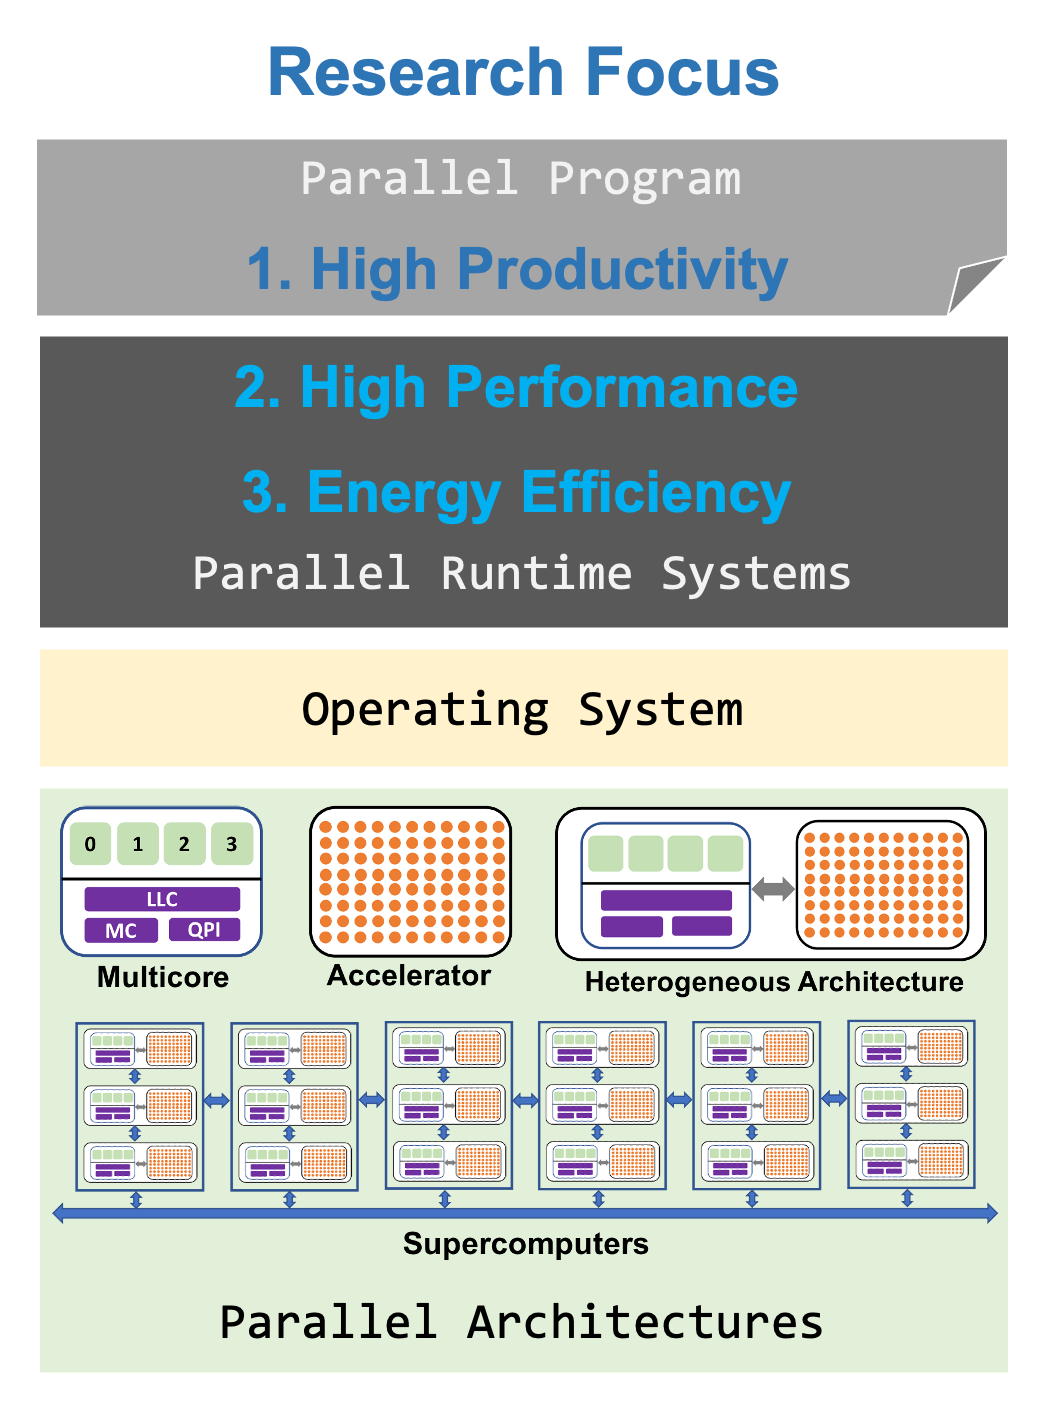 Research Focus
Parallel Program
1. High Productivity
2. High Performance
3. Energy Efficiency
Parallel Runtime Systems
Operating System
0 1 2 3
LLC
MC QPI
Multicore
Accelerator
Heterogeneous Architecture
Supercomputers
Parallel Architectures